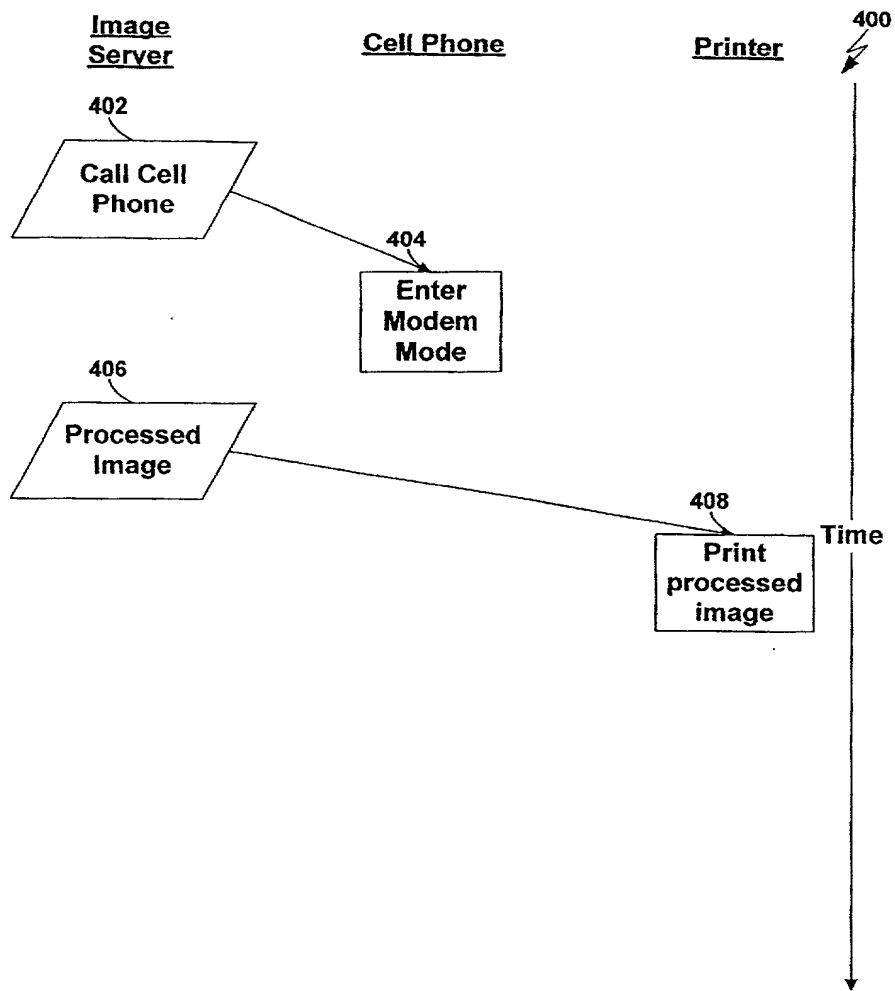 Image
Server
Cell Phone
Printer
400
402
Call Cell
Phone
404
Enter
Modem
Mode
406
Processed
Image
408
Print
processed
image
Time